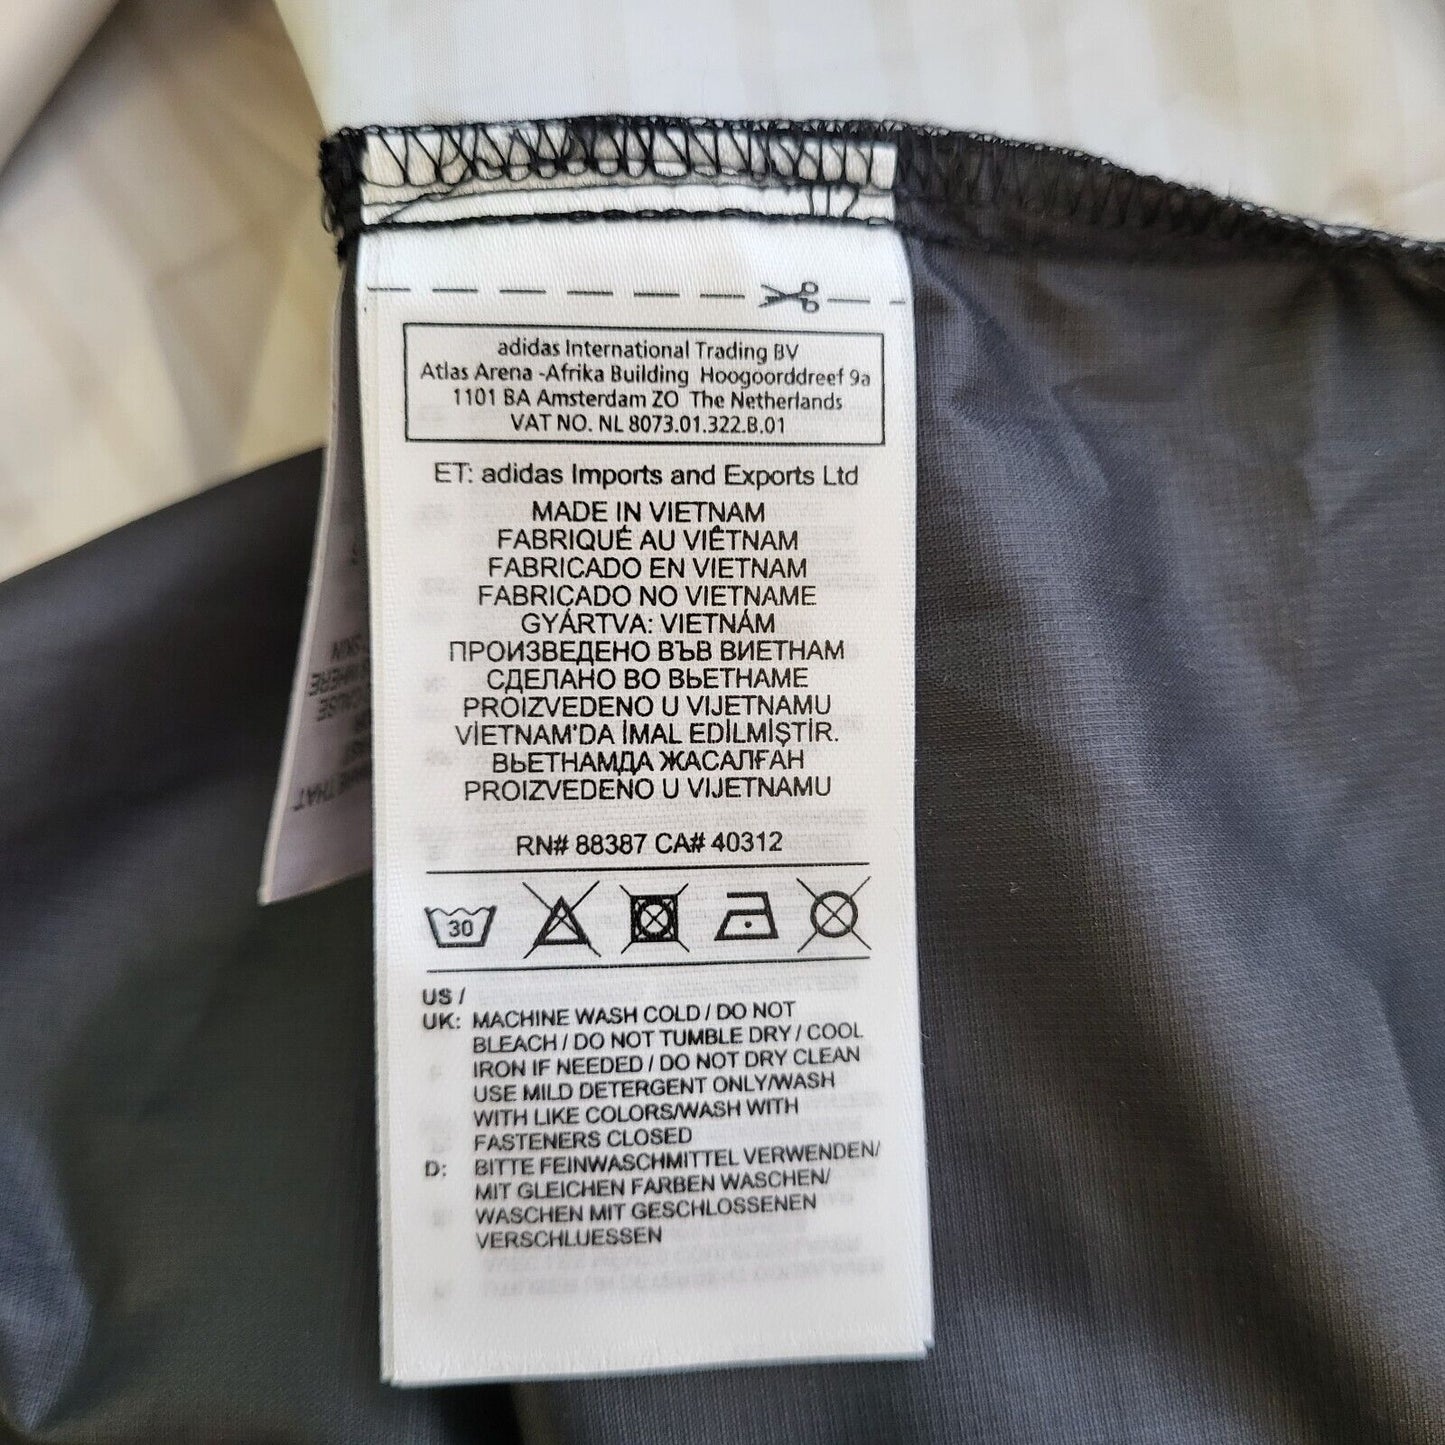 adidas International Trading BV
Atlas Arena -Afrika Building Hoogoorddreef 9a
1101 BA Amsterdam ZO The Netherlands
VAT NO. NL 8073.01.322.B.01
ET: adidas Imports and Exports Ltd
MADE IN VIETNAM
FABRIQUÉ AU VIÊTNAM
FABRICADO EN VIETNAM
FABRICADO NO VIETNAME
GYÁRTVA: VIETNÁM
ПРОИЗВЕДЕНО ВЪВ ВИЕТНАМ
СДЕЛАНО ВО ВЬЕТНАМЕ
PROIZVEDENO U VIJETNAMU
VİETNAM'DA İMAL EDİLMİŞTİR.
ВЬЕТНАМДА ЖАСАЛҒАН
PROIZVEDENO U VIJETNAMU
RN# 88387 CA# 40312
30
US /
UK: MACHINE WASH COLD / DO NOT
BLEACH / DO NOT TUMBLE DRY / COOL
IRON IF NEEDED / DO NOT DRY CLEAN
USE MILD DETERGENT ONLY/WASH
WITH LIKE COLORS/WASH WITH
FASTENERS CLOSED
D: BITTE FEINWASCHMITTEL VERWENDEN/
MIT GLEICHEN FARBEN WASCHEN/
WASCHEN MIT GESCHLOSSENEN
VERSCHLUESSEN